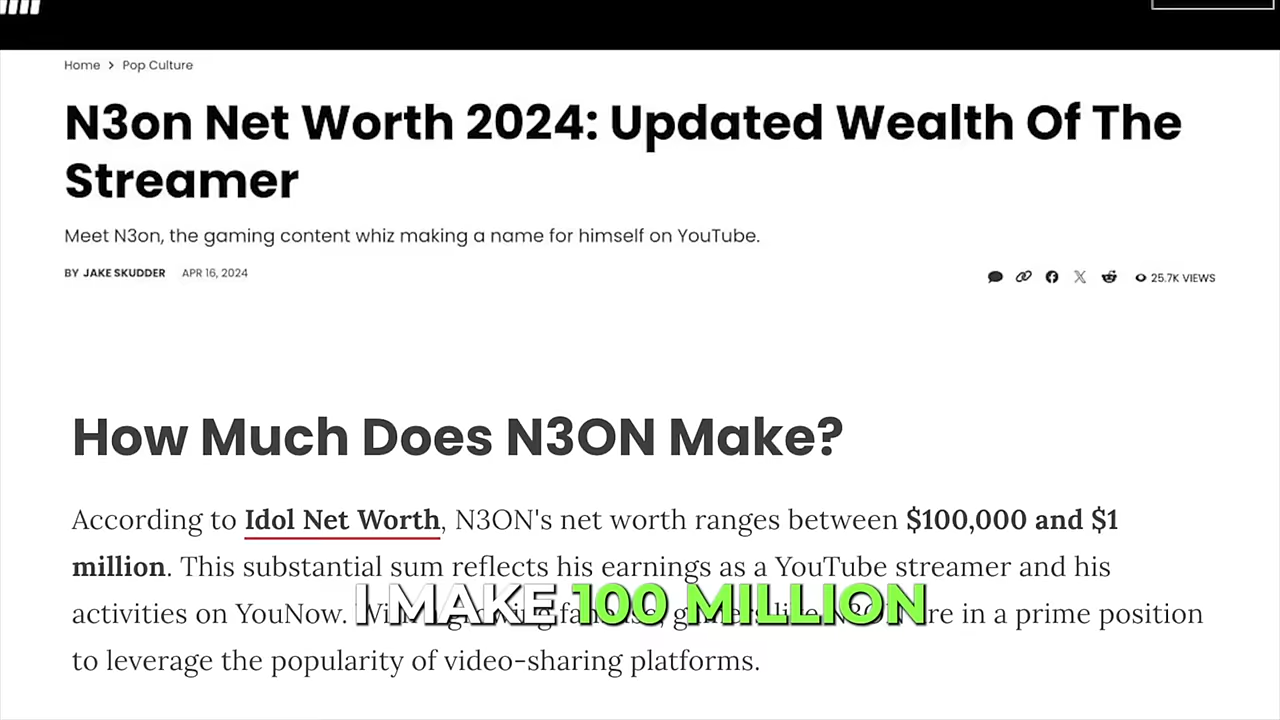 Home > Pop Culture
N3on Net Worth 2024: Updated Wealth Of The
Streamer
Meet N3on, the gaming content whiz making a name for himself on YouTube.
BY JAKE SKUDDER APR 16, 2024
25.7K VIEWS
How Much Does N3ON Make?
According to Idol Net Worth, N3ON's net worth ranges between $100,000 and $1
million. This substantial sum reflects his earnings as a YouTube streamer and his
activities on YouNow. in a prime position
I MAKE 100 MILLION
to leverage the popularity of video-sharing platforms.